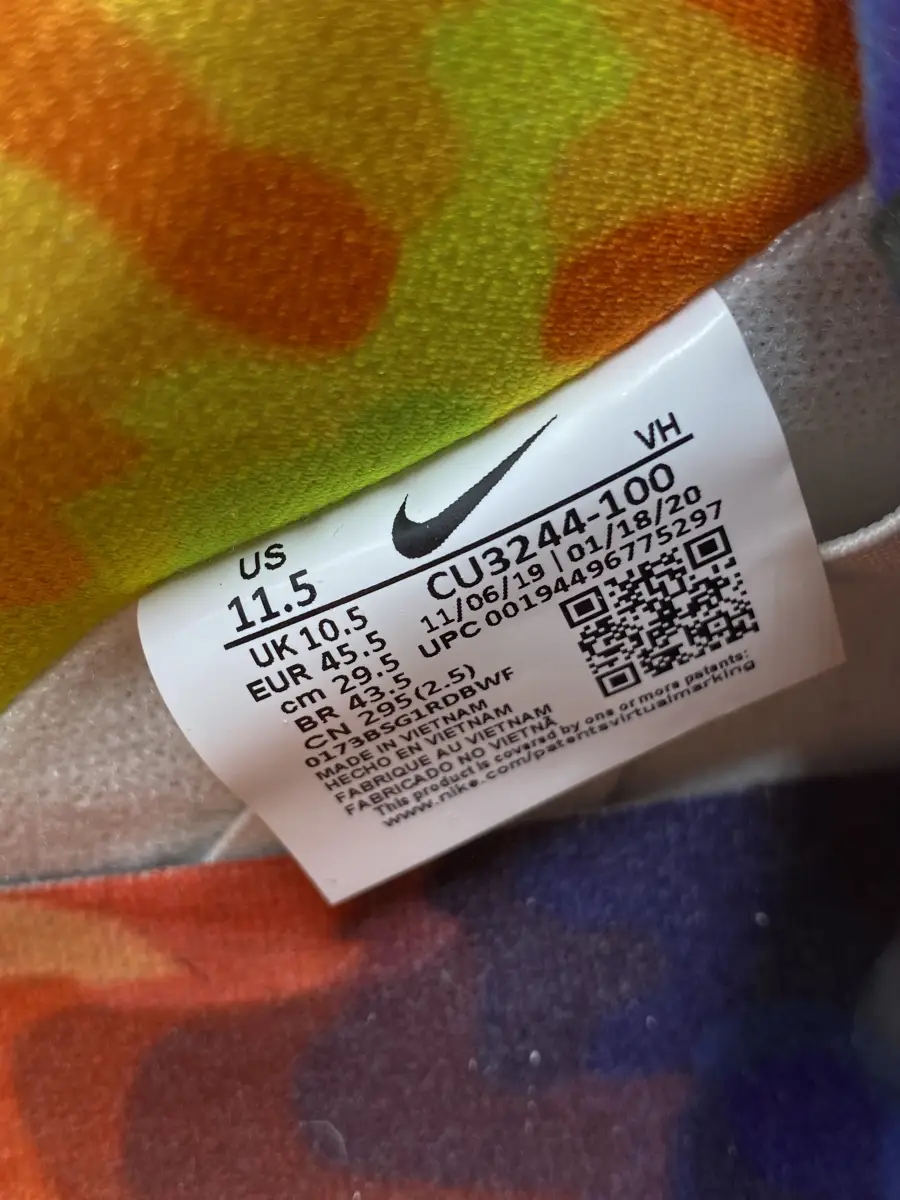 US
11.5
VH
UK 10.5
EUR 45.5
cm 29.5
BR 43.5
CN 295(2.5)
CU3244-100
11/06/19 | 01/18/20
UPC 00194496775297
0173BSG1RDBWF
MADE IN VIETNAM
HECHO EN VIETNAM
FABRIQUE AU VIETNAM
FABRICADO NO VIETNÃ
This product is covered by one or more patents:
www.nike.com/patentsvirtualmarking